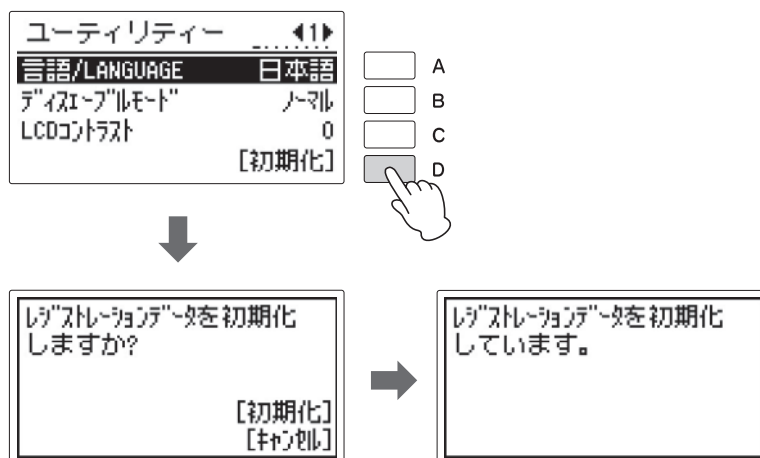 ユーティリティー ◀1▶
言語/LANGUAGE 日本語
ディスエーブルモード ノーマル
LCDコントラスト 0
[初期化]
A
B
C
D
レジストレーションデータを初期化
しますか?
[初期化]
[キャンセル]
レジストレーションデータを初期化
しています。